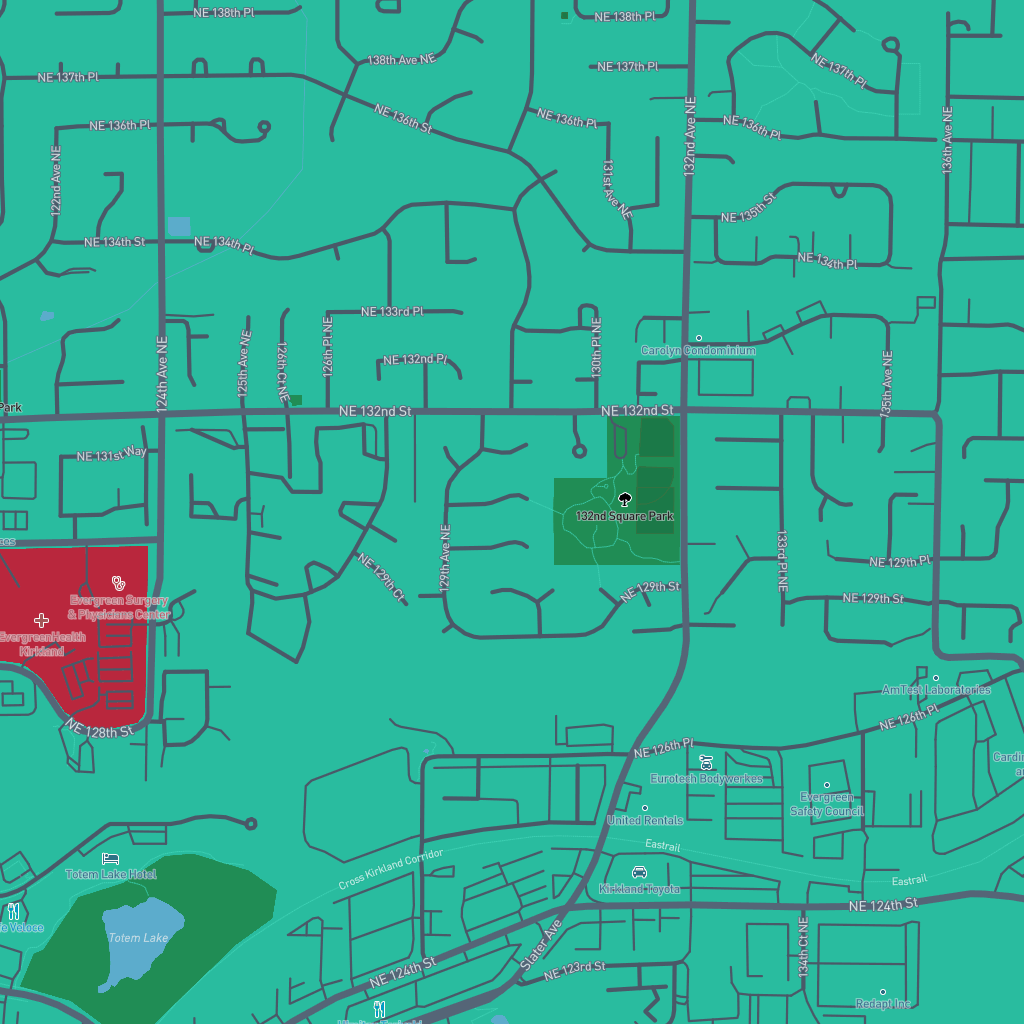 NE 138th Pl
NE 138th Pl
138th Ave NE
NE 137th Pl
NE 137th Pl
NE 137th Pl
NE 136th Pl
NE 136th St
NE 136th Pl
NE 136th Pl
132nd Ave NE
136th Ave NE
122nd Ave NE
131st Ave NE
NE 135th St
NE 134th St
NE 134th Pl
NE 134th Pl
NE 133rd Pl
124th Ave NE
125th Ave NE
126th Ct NE
126th Pl NE
NE 132nd Pl
130th Pl NE
Carolyn Condominium
135th Ave NE
Park
NE 132nd St
NE 132nd St
NE 131st Way
132nd Square Park
129th Ave NE
133rd Pl NE
NE 129th Pl
NE 129th Ct
NE 129th St
NE 129th St
Evergreen Surgery
& Physicians Center
EvergreenHealth
Kirkland
NE 128th St
AmTest Laboratories
NE 126th Pl
NE 126th Pl
Eurotech Bodywerkes
Evergreen
Safety Council
United Rentals
Eastrail
Eastrail
Cross Kirkland Corridor
Totem Lake Hotel
Kirkland Toyota
Totem Lake
NE 124th St
NE 124th St
Slater Ave
134th Ct NE
NE 123rd St
Redapt Inc